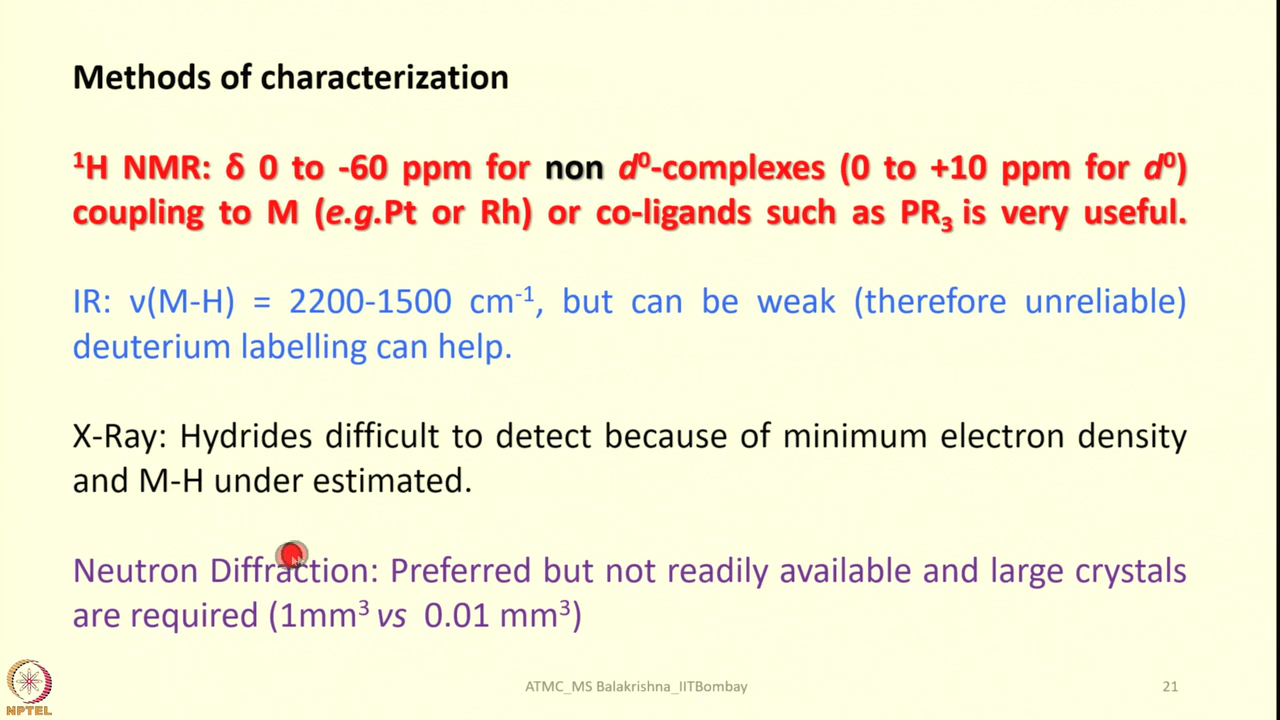 Methods of characterization
¹H NMR: δ 0 to -60 ppm for non d⁰-complexes (0 to +10 ppm for d⁰)
coupling to M (e.g.Pt or Rh) or co-ligands such as PR₃ is very useful.
IR: ν(M-H) = 2200-1500 cm⁻¹, but can be weak (therefore unreliable)
deuterium labelling can help.
X-Ray: Hydrides difficult to detect because of minimum electron density
and M-H under estimated.
Neutron Diffraction: Preferred but not readily available and large crystals
are required (1mm³ vs 0.01 mm³)
NPTEL
ATMC_MS Balakrishna_IITBombay
21